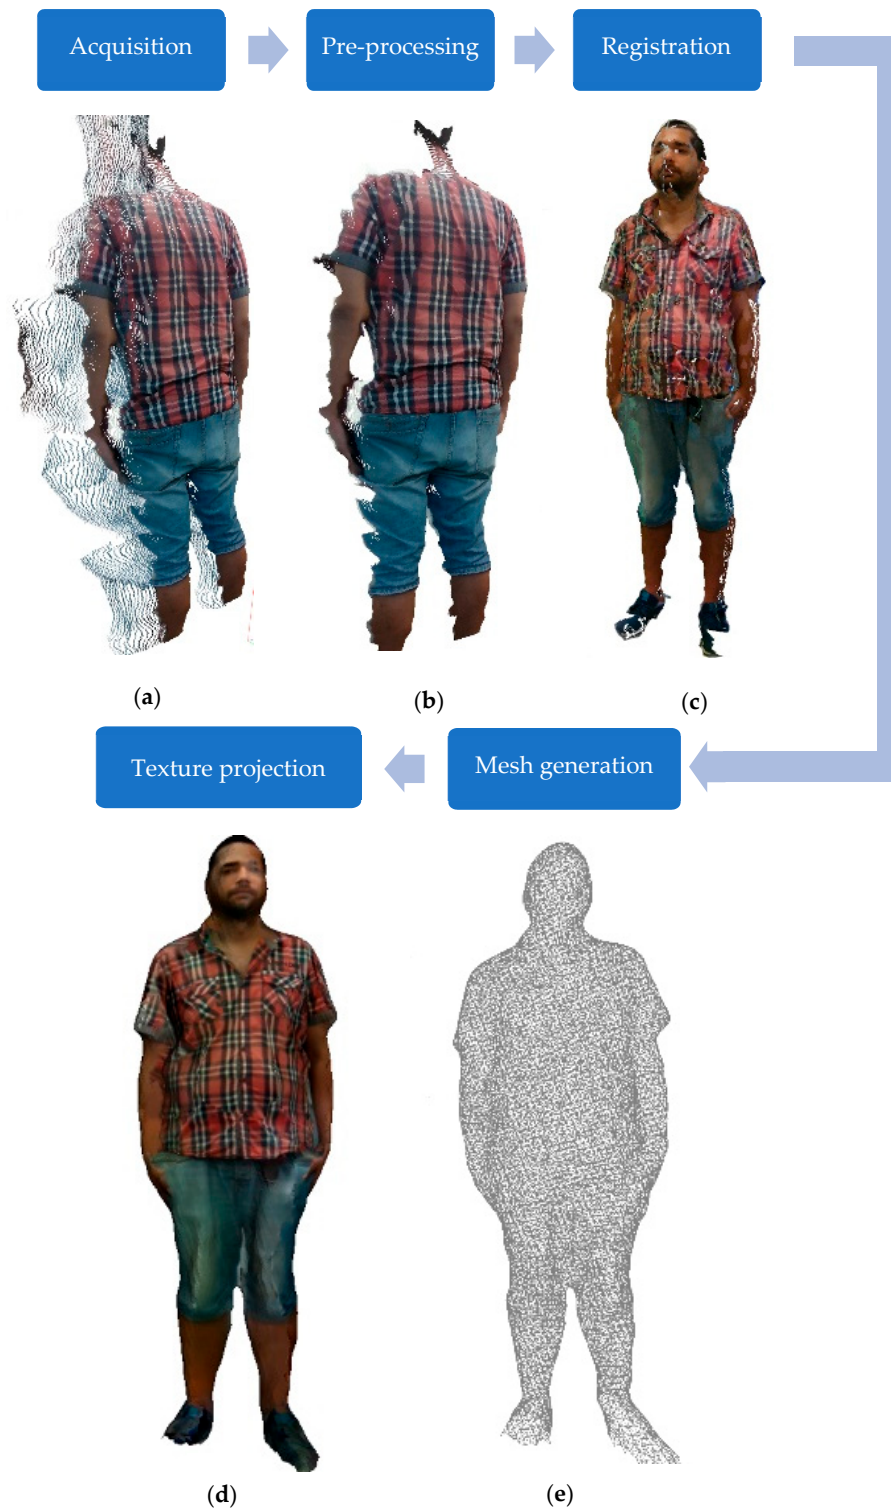 Acquisition
Pre-processing
Registration
(a)
(b)
(c)
Texture projection
Mesh generation
(d)
(e)